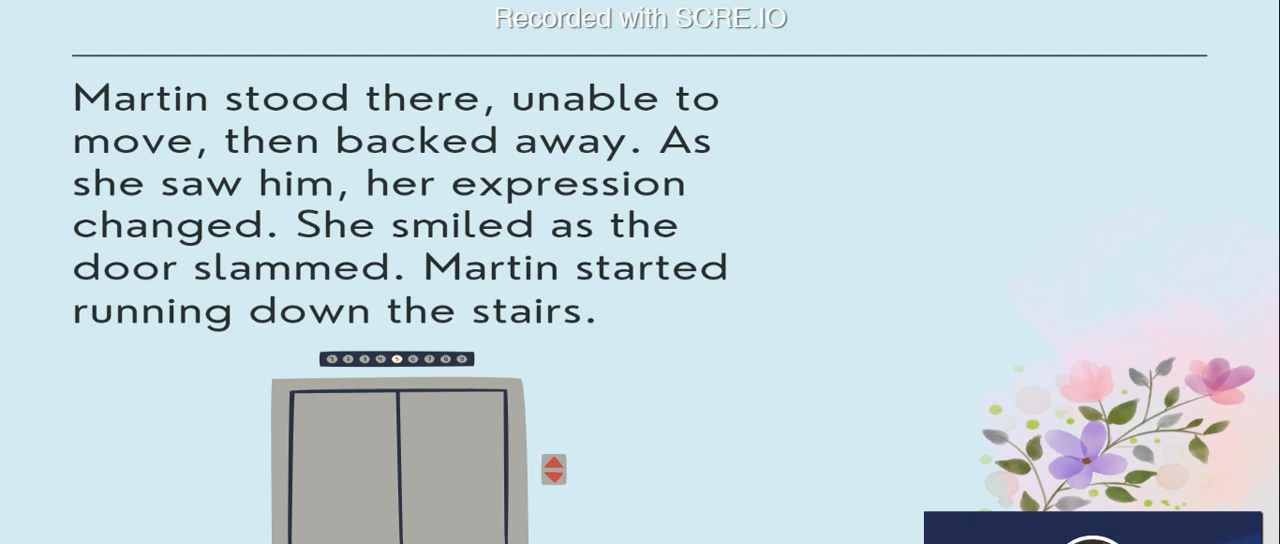 Recorded with SCRE.IO
Martin stood there, unable to
move, then backed away. As
she saw him, her expression
changed. She smiled as the
door slammed. Martin started
running down the stairs.